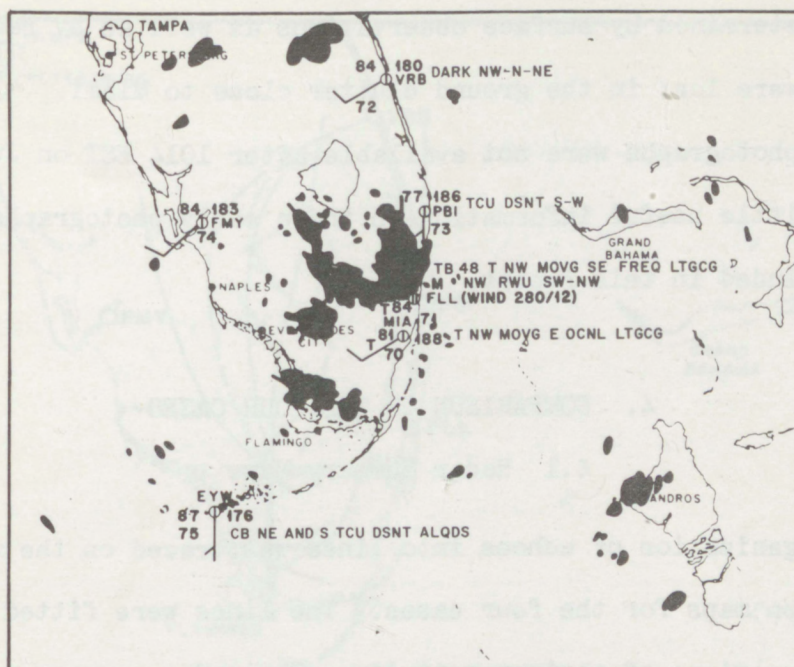 TAMPA
ST. PETERSBURG
84 180
VRB DARK NW-N-NE
72
77 186
PBI TCU DSNT S-W
73
84 183
FMY
74
GRAND
BAHAMA
TB 48 T NW MOVG SE FREQ LTGCG
M NW RWU SW-NW
NAPLES
FLL (WIND 280/12)
T 84
MIA 71
EVERGLADES
CITY
81 188 T NW MOVG E OCNL LTGCG
T
70
FLAMINGO
ANDROS
EYW
87 176
75 CB NE AND S TCU DSNT ALQDS